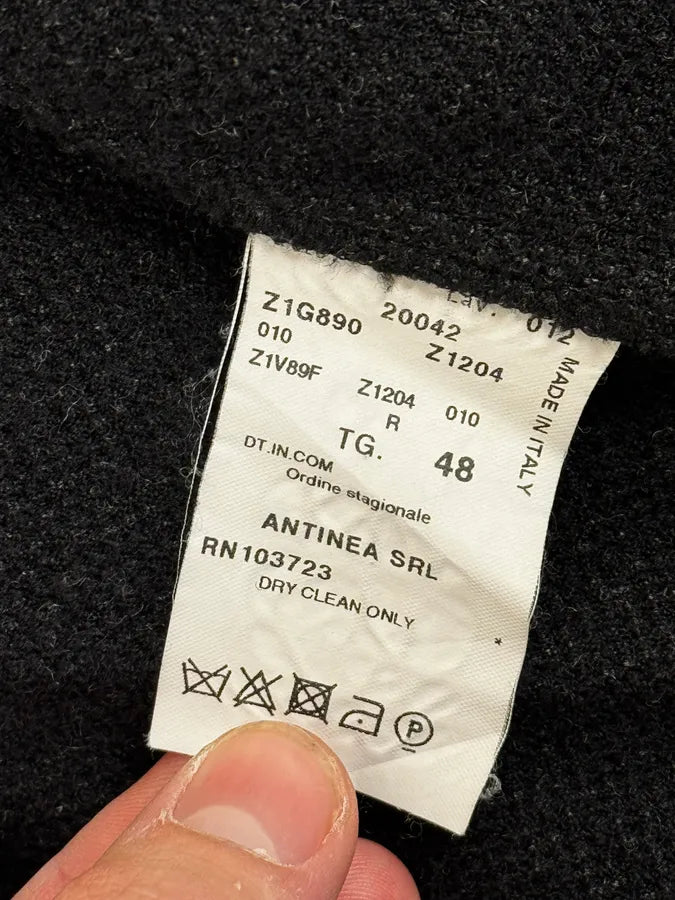 Lav. 012
Z1G890 20042
010 Z1204
Z1V89F Z1204 010
R
TG. 48
DT.IN.COM
Ordine stagionale
ANTINEA SRL
RN103723
DRY CLEAN ONLY
*
P
MADE IN ITALY